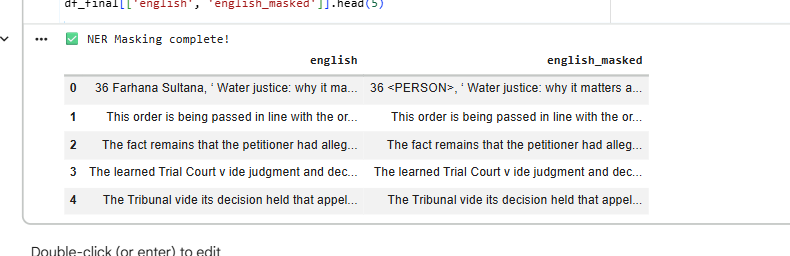 df_final[['english', 'english_masked']].head(5)
... ✅ NER Masking complete!
english english_masked
0 36 Farhana Sultana, ‘ Water justice: why it ma... 36 <PERSON>, ‘ Water justice: why it matters a...
1 This order is being passed in line with the or... This order is being passed in line with the or...
2 The fact remains that the petitioner had alleg... The fact remains that the petitioner had alleg...
3 The learned Trial Court v ide judgment and dec... The learned Trial Court v ide judgment and dec...
4 The Tribunal vide its decision held that appel... The Tribunal vide its decision held that appel...
Double-click (or enter) to edit